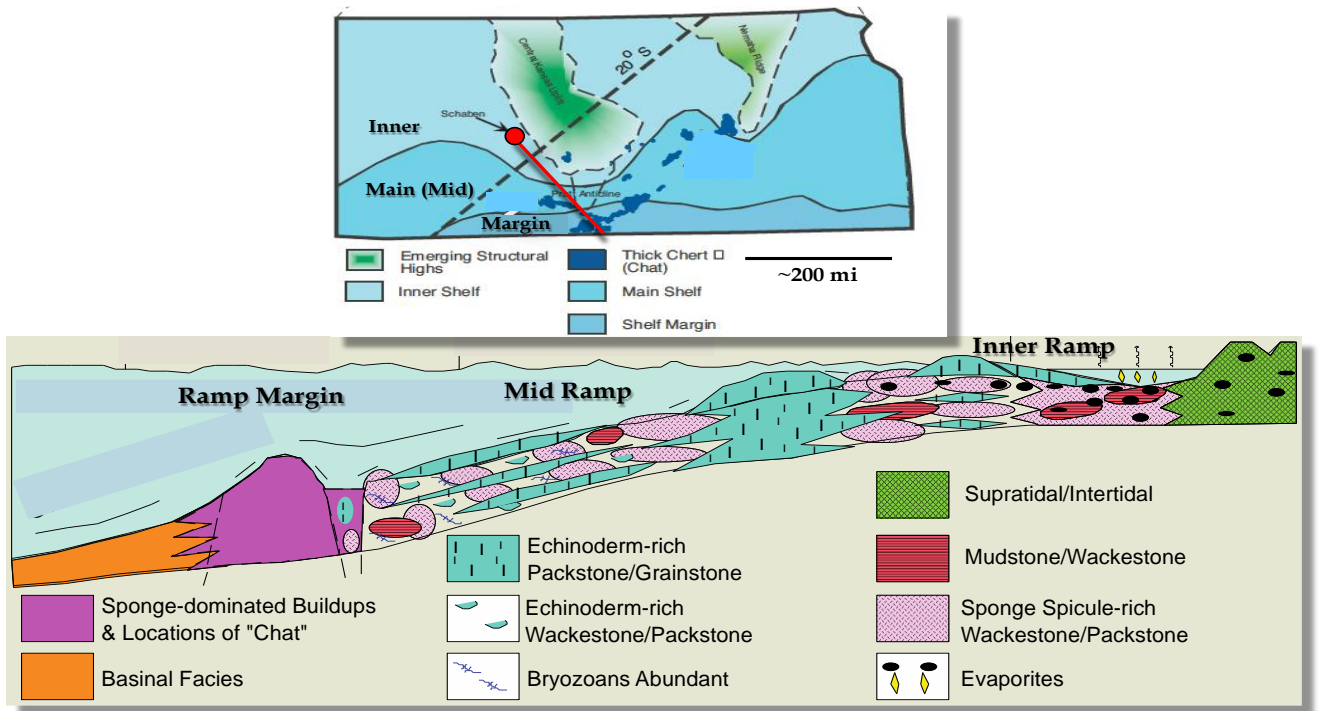 Central Kansas Uplift
20° S
Nemaha Ridge
Schaben
Inner
Main (Mid)
Anticline
Margin
Emerging Structural
Highs
Thick Chert □
(Chat)
~200 mi
Inner Shelf
Main Shelf
Shelf Margin
Inner Ramp
Ramp Margin
Mid Ramp
Supratidal/Intertidal
Echinoderm-rich
Packstone/Grainstone
Mudstone/Wackestone
Sponge-dominated Buildups
& Locations of "Chat"
Echinoderm-rich
Wackestone/Packstone
Sponge Spicule-rich
Wackestone/Packstone
Basinal Facies
Bryozoans Abundant
Evaporites